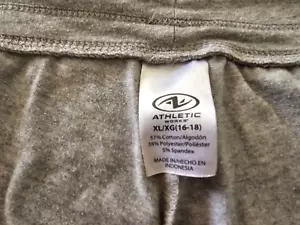 ATHLETIC
WORKS
XL/XG(16-18)
57% Cotton/Algodón
38% Polyester/Poliéster
5% Spandex
MADE IN/HECHO EN
INDONESIA